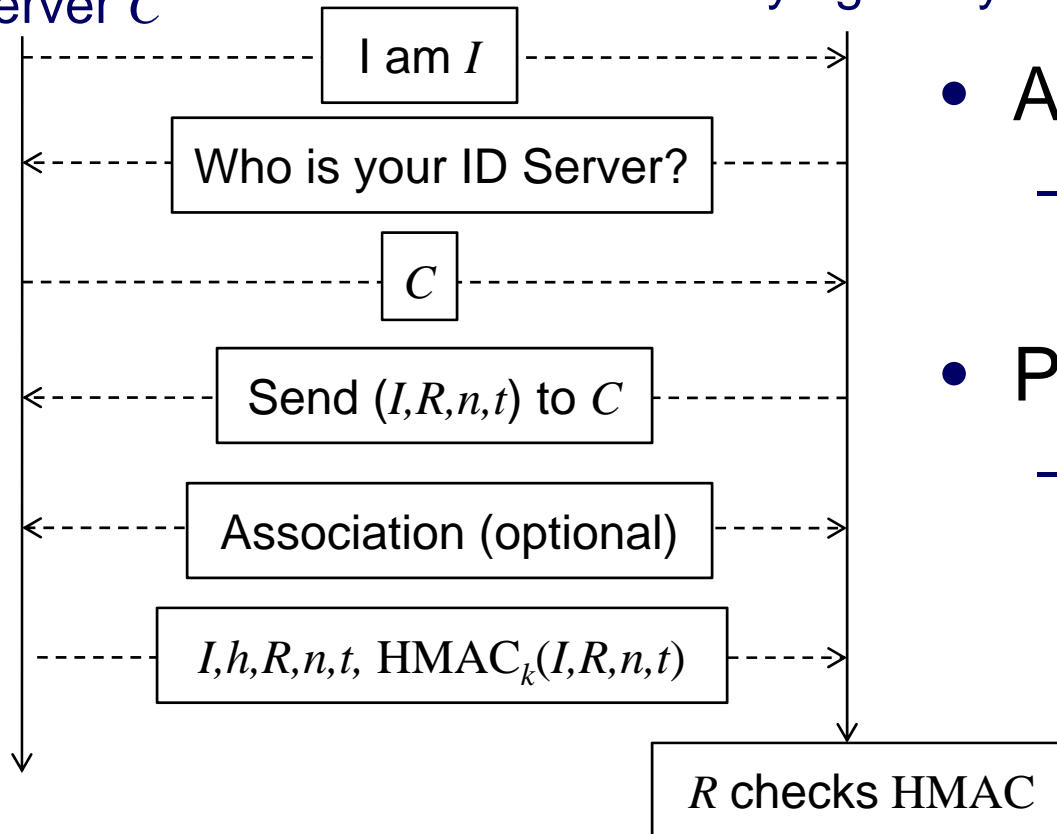 C
I am I
Who is your ID Server?
C
Send (I,R,n,t) to C
Association (optional)
I,h,R,n,t, HMACk(I,R,n,t)
R checks HMAC